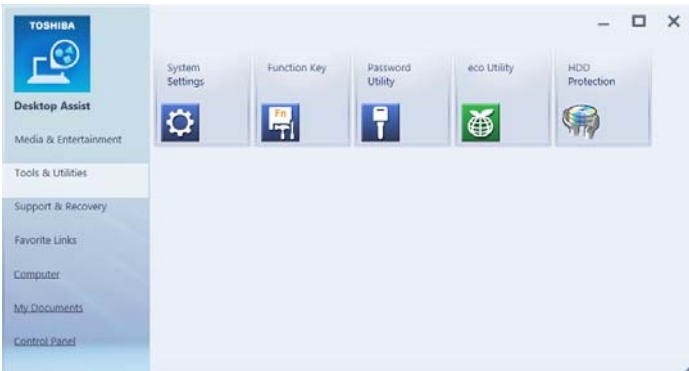 TOSHIBA
Desktop Assist
Media & Entertainment
Tools & Utilities
Support & Recovery
Favorite Links
Computer
My Documents
Control Panel
System
Settings
Function Key
Fn
Password
Utility
eco Utility
HDD
Protection